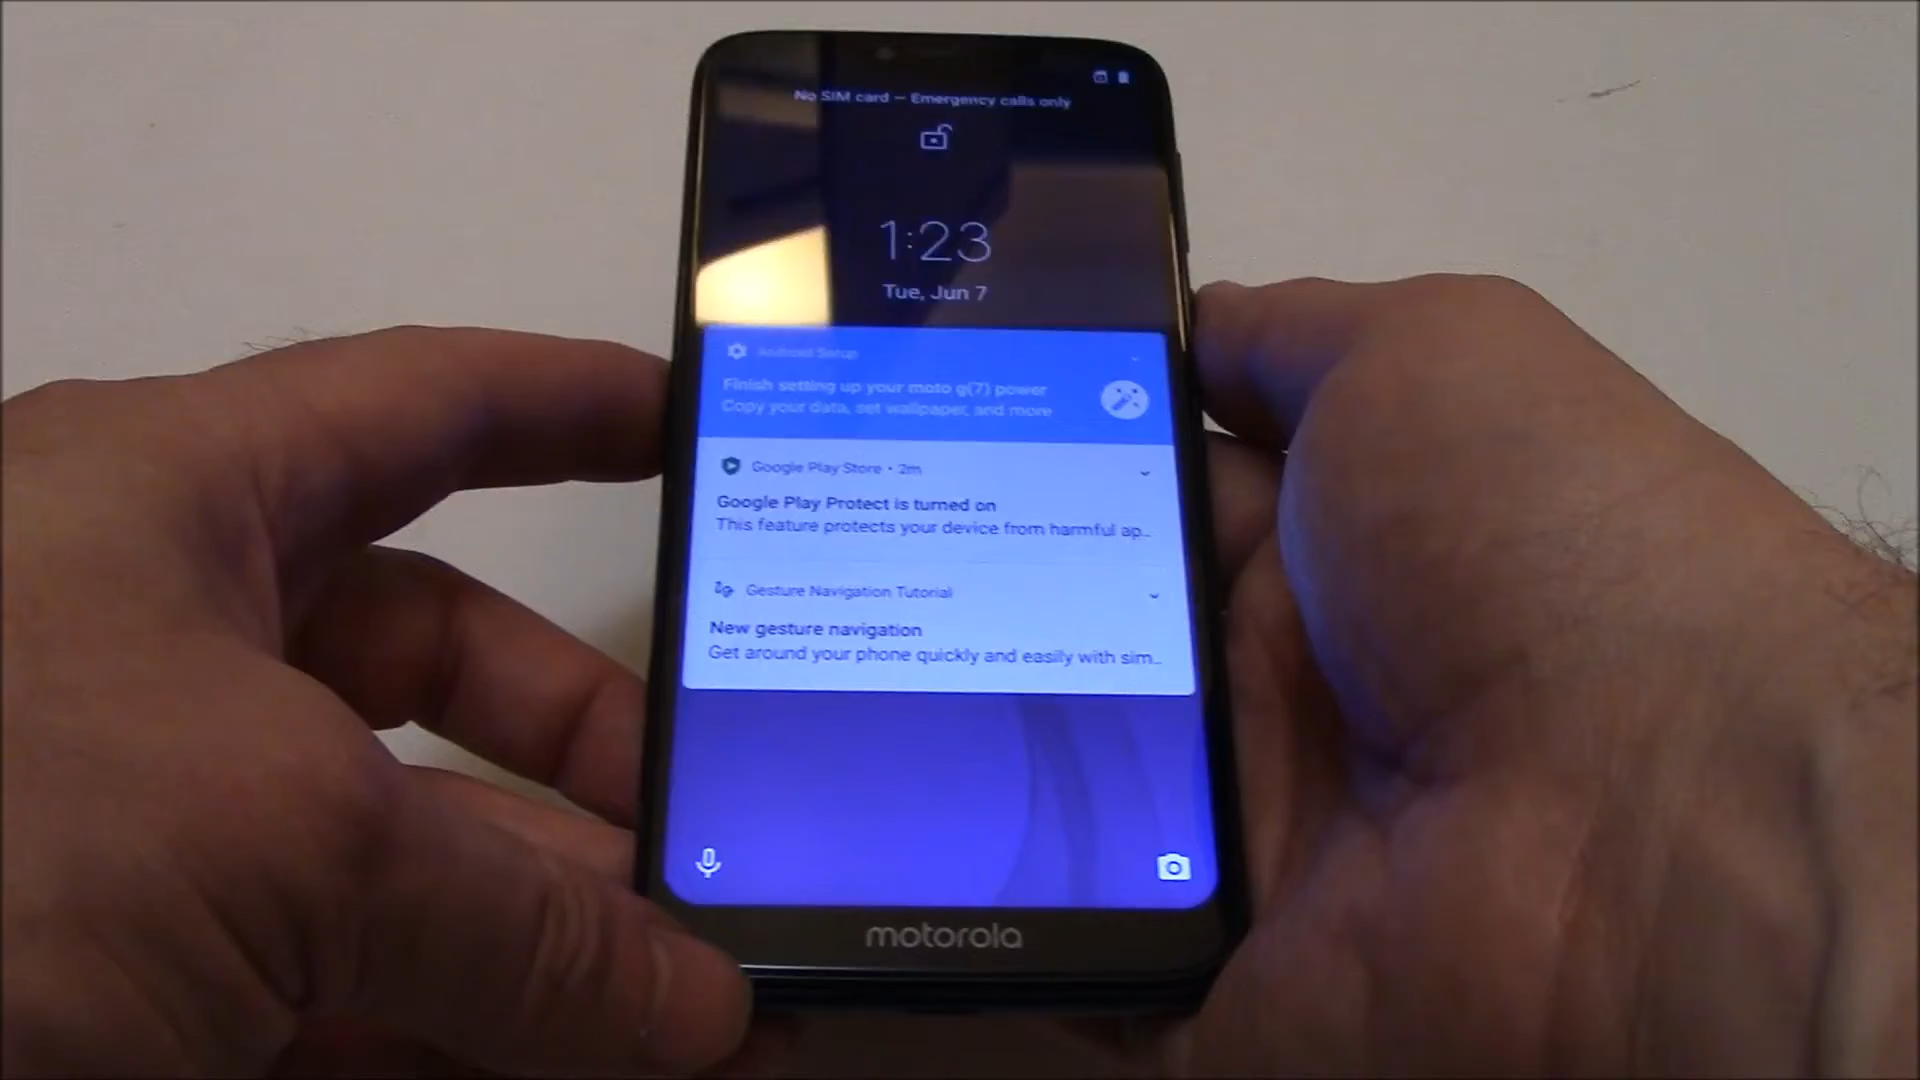 No SIM card — Emergency calls only
1:23
Tue, Jun 7
Android Setup
Finish setting up your moto g(7) power
Copy your data, set wallpaper, and more
Google Play Store • 2m
Google Play Protect is turned on
This feature protects your device from harmful ap..
Gesture Navigation Tutorial
New gesture navigation
Get around your phone quickly and easily with sim..
motorola